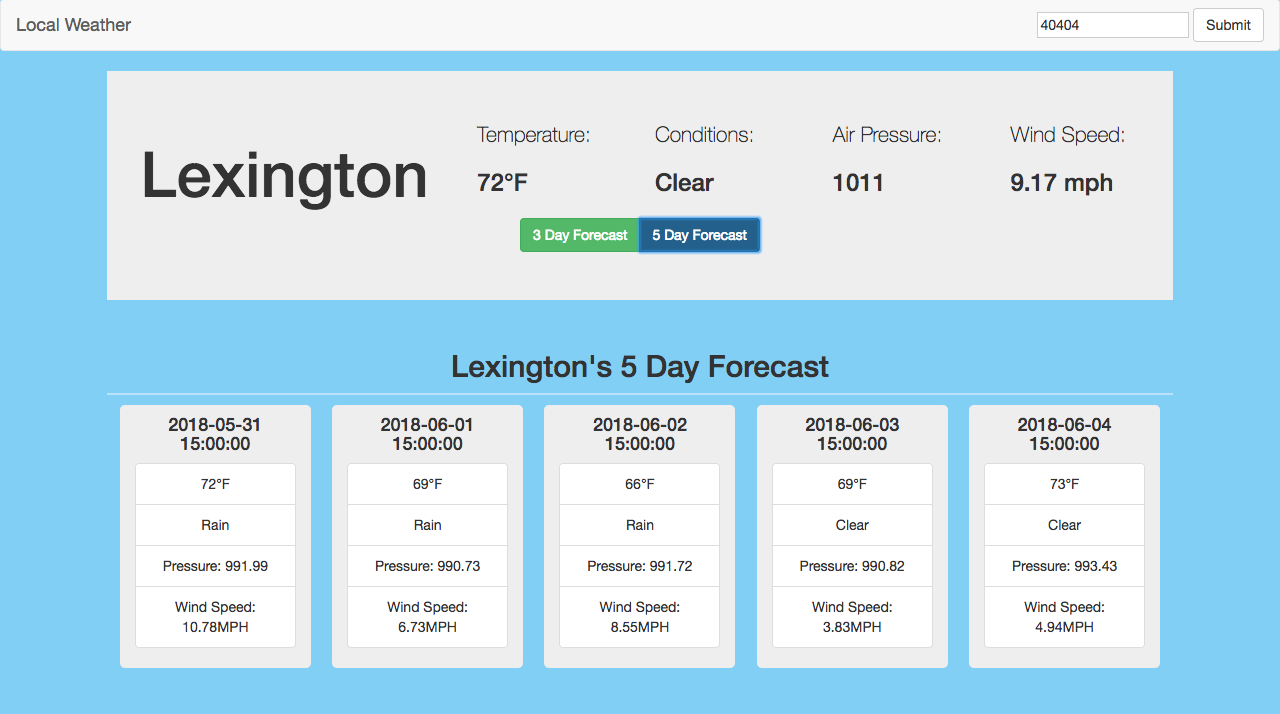 Local Weather
40404
Submit
Lexington
Temperature:
72°F
Conditions:
Clear
Air Pressure:
1011
Wind Speed:
9.17 mph
3 Day Forecast
5 Day Forecast
Lexington's 5 Day Forecast
2018-05-31
15:00:00
72°F
Rain
Pressure: 991.99
Wind Speed:
10.78MPH
2018-06-01
15:00:00
69°F
Rain
Pressure: 990.73
Wind Speed:
6.73MPH
2018-06-02
15:00:00
66°F
Rain
Pressure: 991.72
Wind Speed:
8.55MPH
2018-06-03
15:00:00
69°F
Clear
Pressure: 990.82
Wind Speed:
3.83MPH
2018-06-04
15:00:00
73°F
Clear
Pressure: 993.43
Wind Speed:
4.94MPH